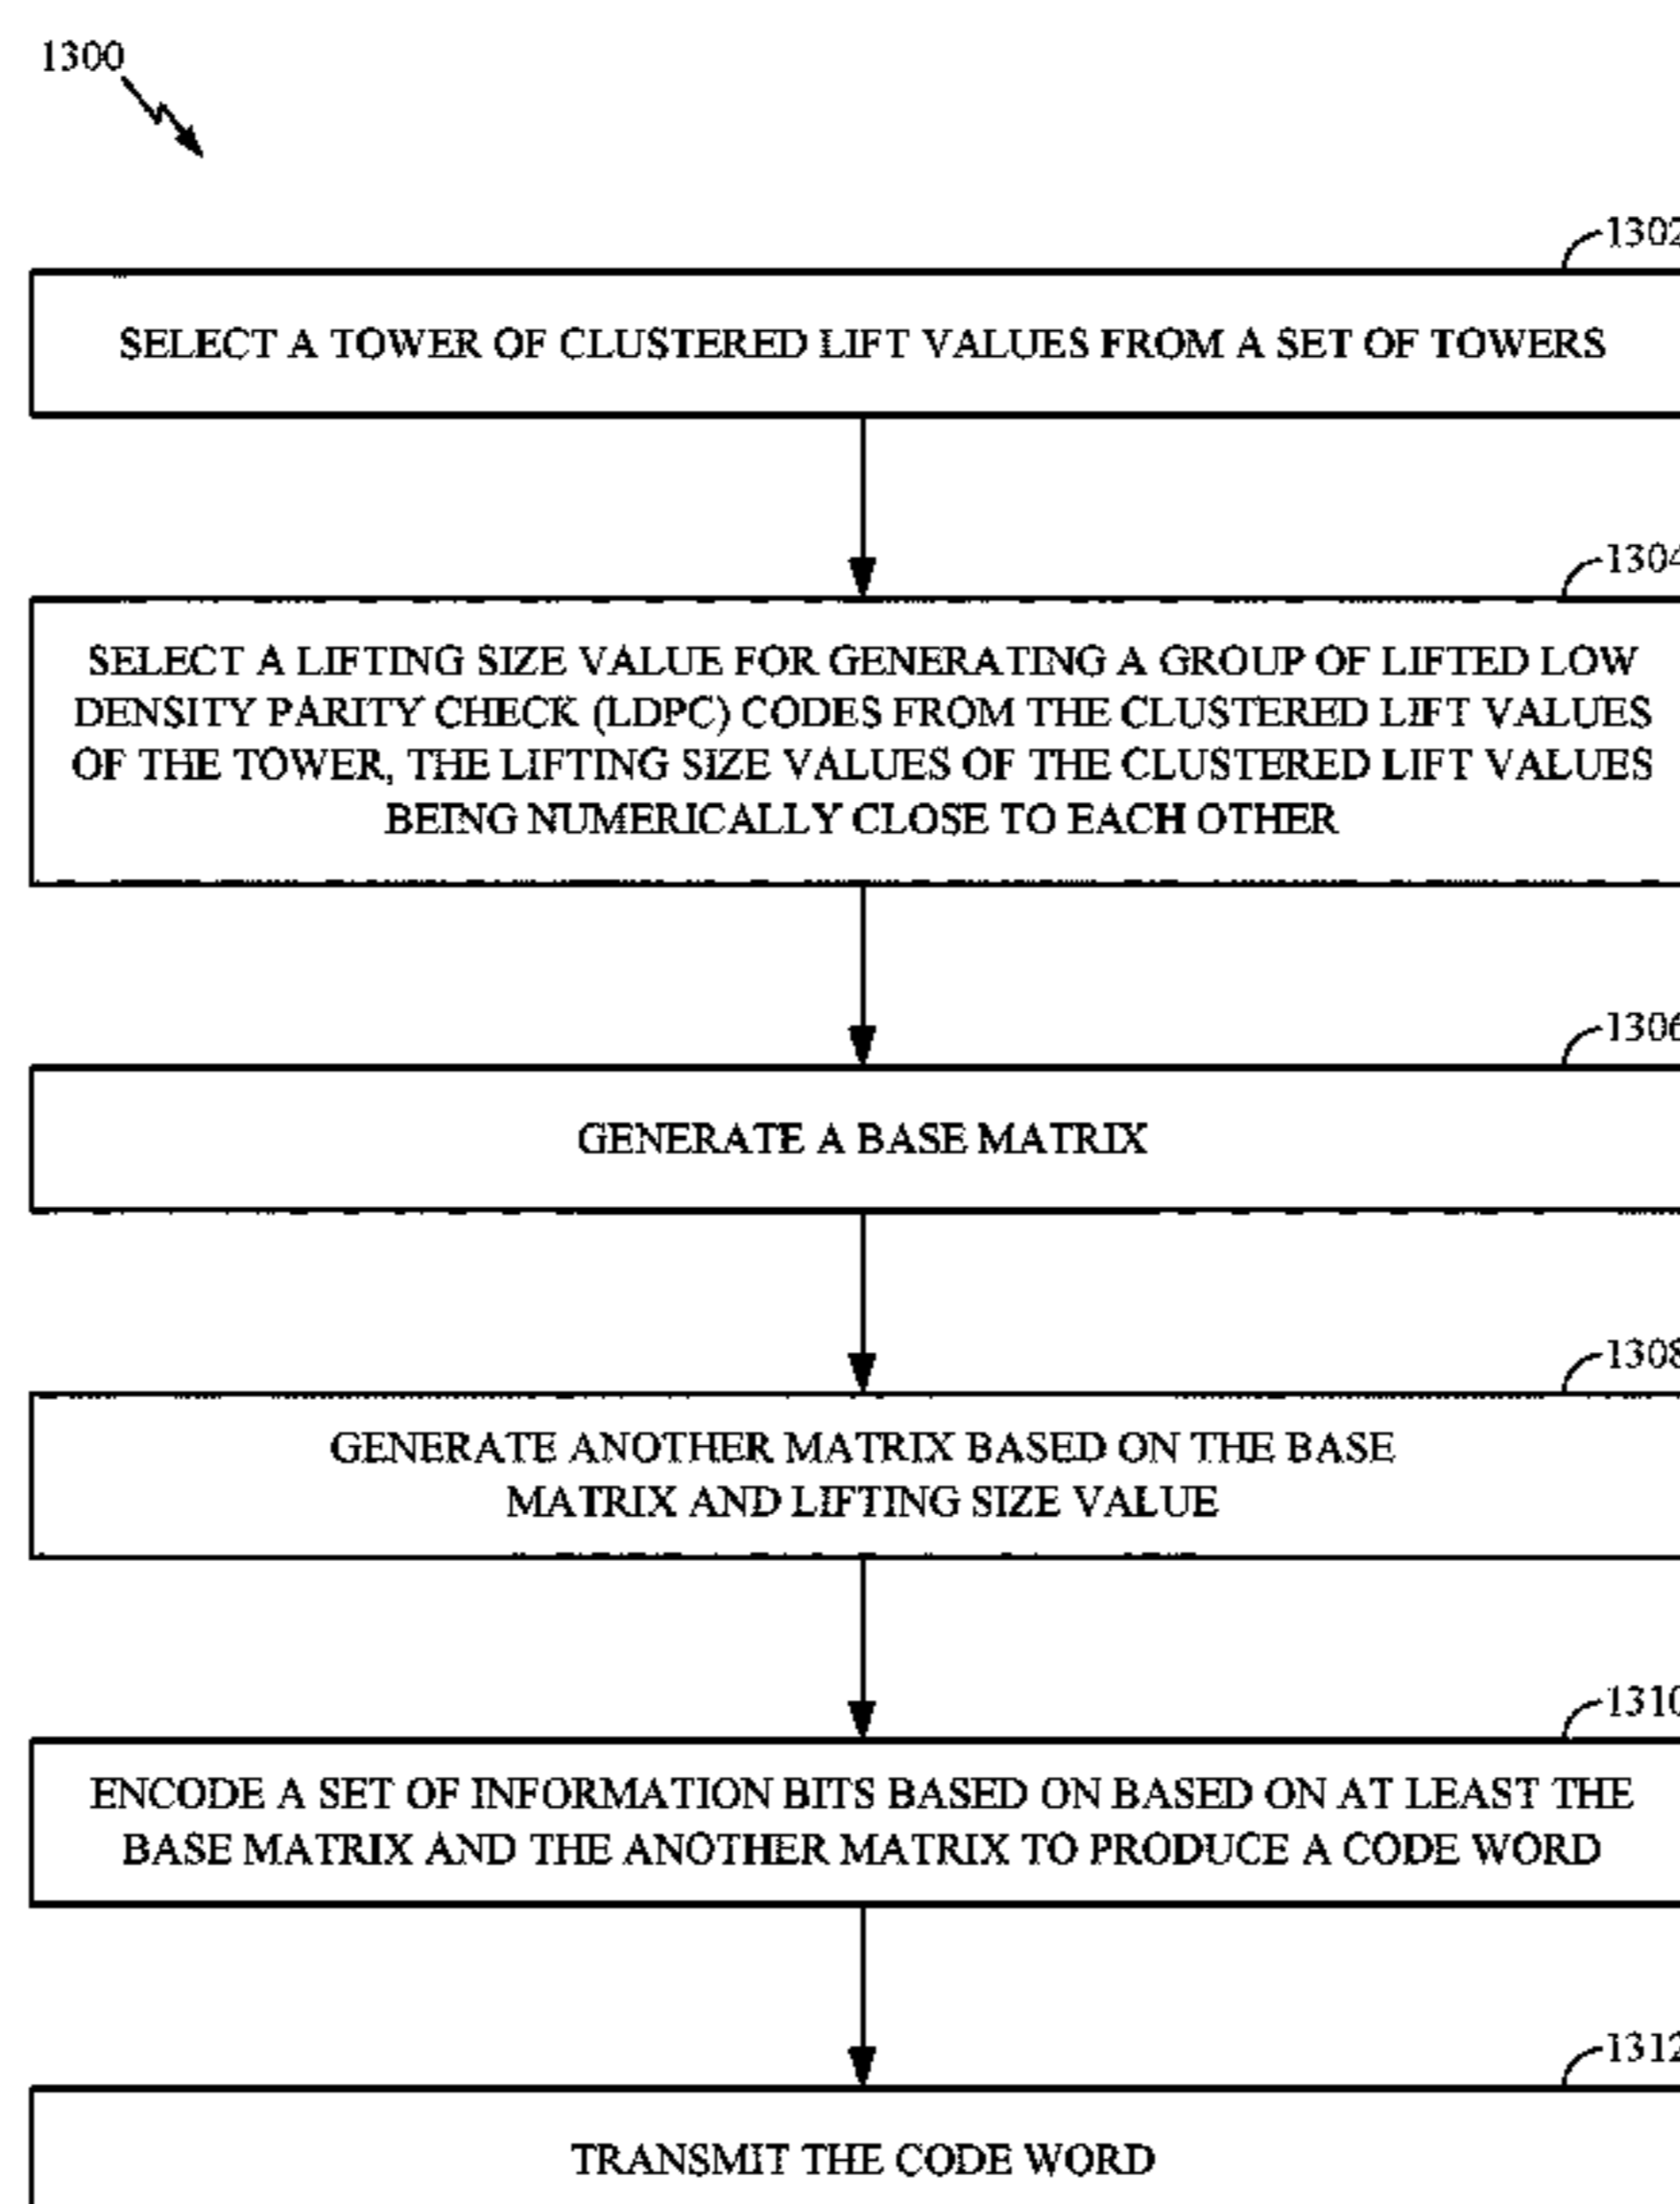 1300
1302
SELECT A TOWER OF CLUSTERED LIFT VALUES FROM A SET OF TOWERS
1304
SELECT A LIFTING SIZE VALUE FOR GENERATING A GROUP OF LIFTED LOW
DENSITY PARITY CHECK (LDPC) CODES FROM THE CLUSTERED LIFT VALUES
OF THE TOWER, THE LIFTING SIZE VALUES OF THE CLUSTERED LIFT VALUES
BEING NUMERICALLY CLOSE TO EACH OTHER
1306
GENERATE A BASE MATRIX
1308
GENERATE ANOTHER MATRIX BASED ON THE BASE
MATRIX AND LIFTING SIZE VALUE
1310
ENCODE A SET OF INFORMATION BITS BASED ON BASED ON AT LEAST THE
BASE MATRIX AND THE ANOTHER MATRIX TO PRODUCE A CODE WORD
1312
TRANSMIT THE CODE WORD